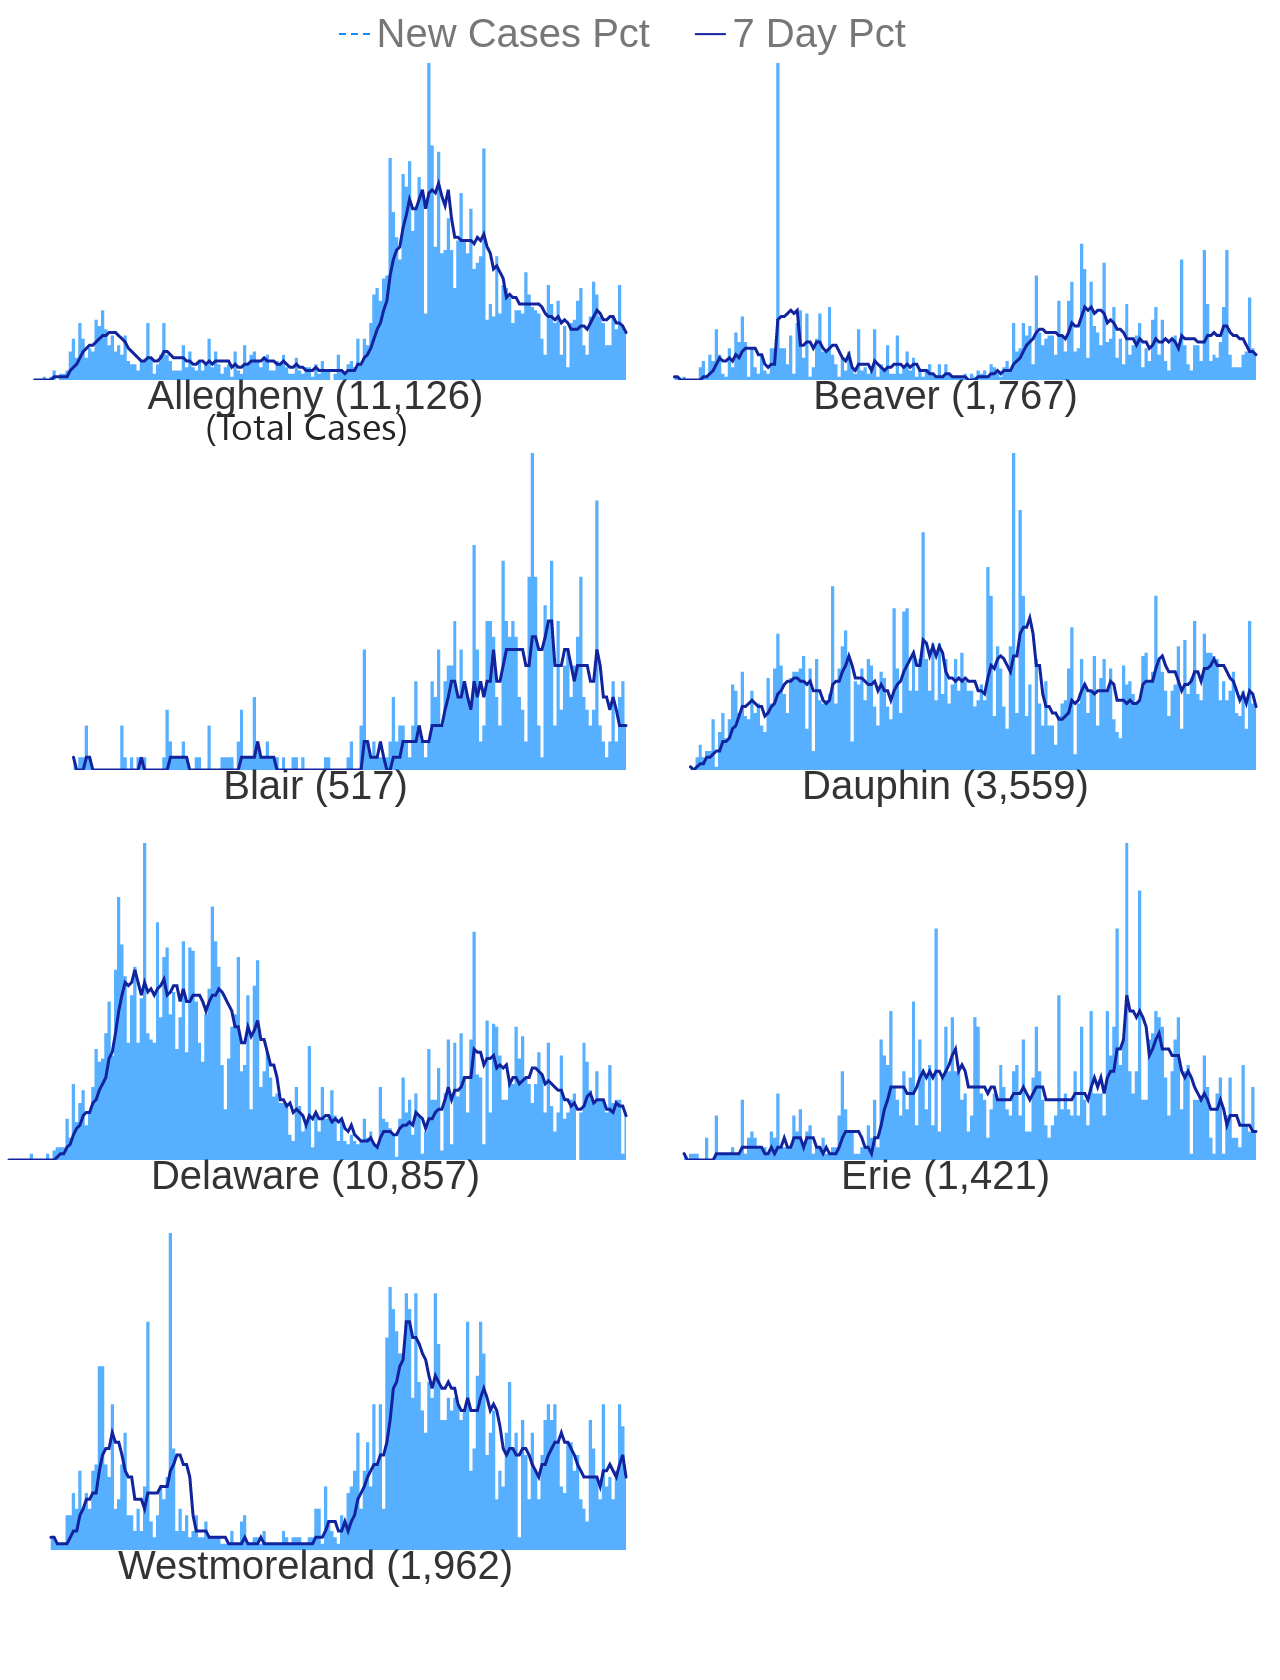 New Cases Pct 7 Day Pct
Allegheny (11,126) Beaver (1,767)
(Total Cases)
Blair (517) Dauphin (3,559)
Delaware (10,857) Erie (1,421)
Westmoreland (1,962)